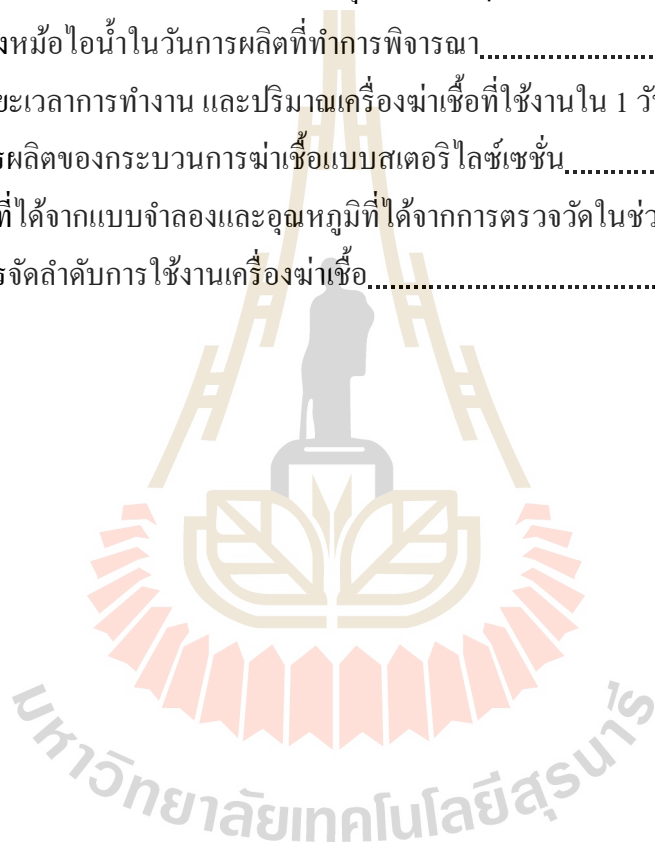 งหม้อไอน้ำในวันการผลิตที่ทำการพิจารณา
ยะเวลาการทำงาน และปริมาณเครื่องฆ่าเชื้อที่ใช้งานใน 1 วั
รผลิตของกระบวนการฆ่าเชื้อแบบสเตอริไลซ์เซชั่น
ที่ได้จากแบบจำลองและอุณหภูมิที่ได้จากการตรวจวัดในช่ว
รจัดลำดับการใช้งานเครื่องฆ่าเชื้อ
มหาวิทยาลัยเทคโนโลยีสุรนารี